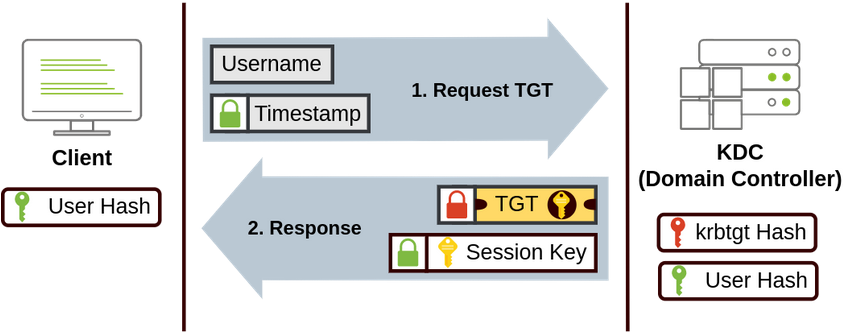 Client
User Hash
Username
Timestamp
1. Request TGT
TGT
Session Key
2. Response
KDC
(Domain Controller)
krbtgt Hash
User Hash